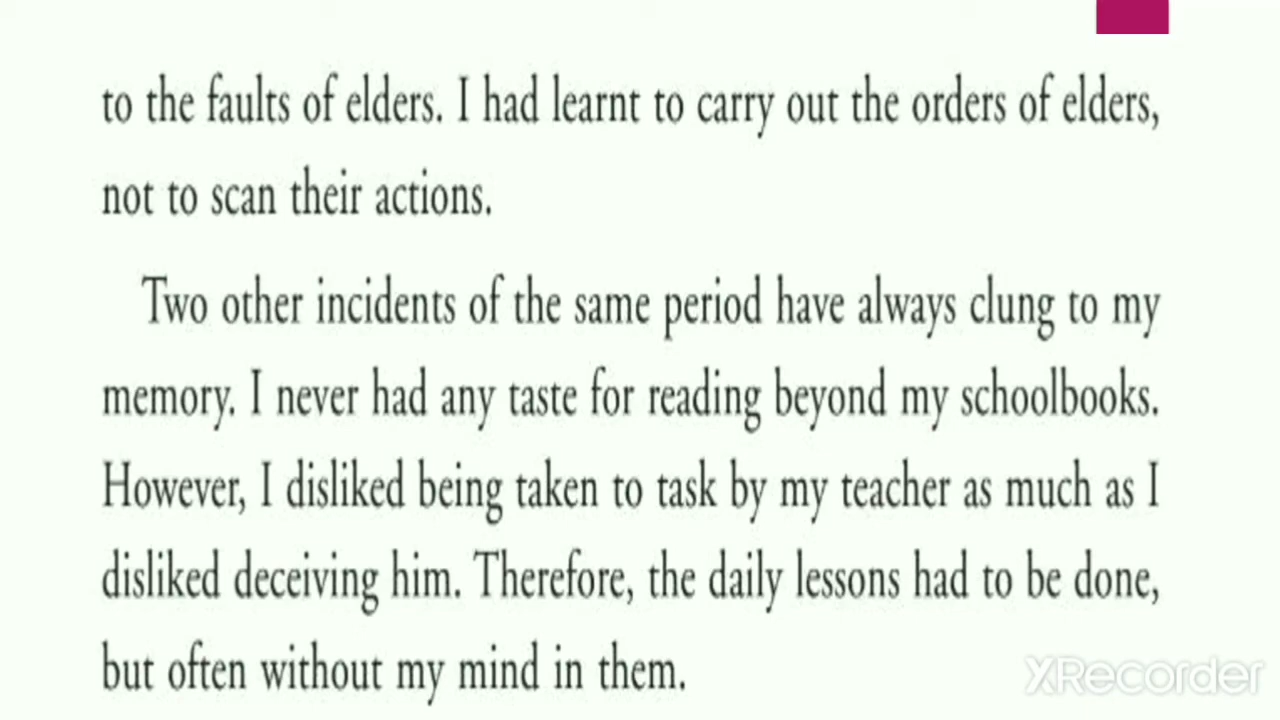 to the faults of elders. I had learnt to carry out the orders of elders,
not to scan their actions.
Two other incidents of the same period have always clung to my
memory. I never had any taste for reading beyond my schoolbooks.
However, I disliked being taken to task by my teacher as much as I
disliked deceiving him. Therefore, the daily lessons had to be done,
but often without my mind in them.
XRecorder